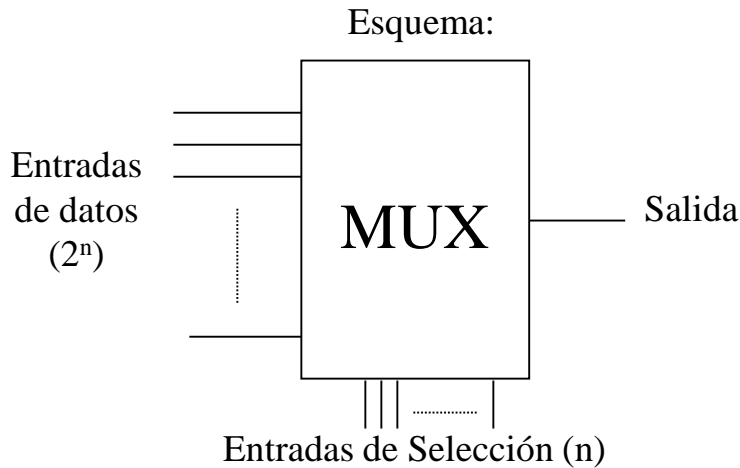 Esquema:
Entradas
de datos
(2ⁿ)
MUX
Salida
Entradas de Selección (n)